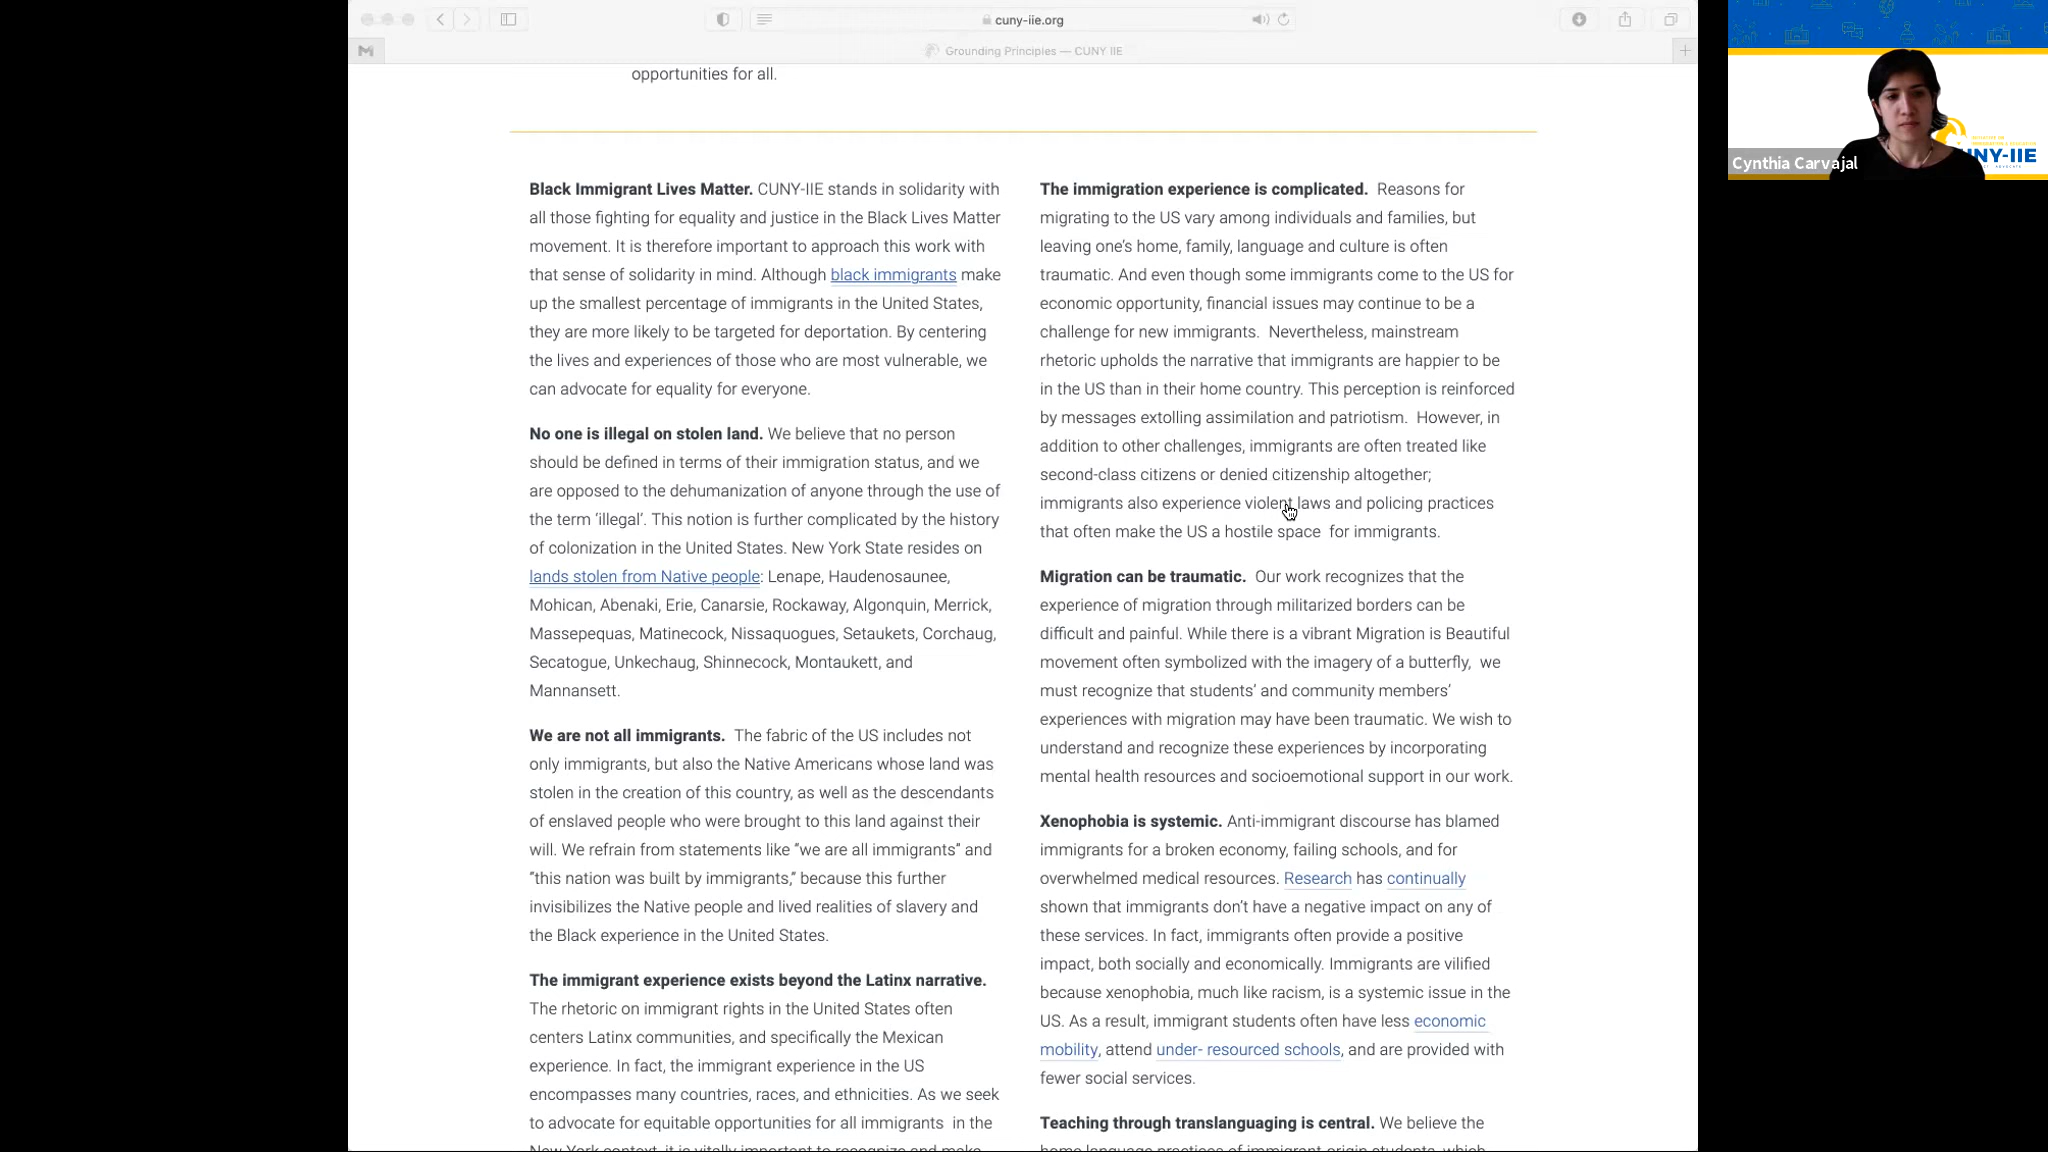 cuny-iie.org
Grounding Principles — CUNY IIE
opportunities for all.
Black Immigrant Lives Matter. CUNY-IIE stands in solidarity with
all those fighting for equality and justice in the Black Lives Matter
movement. It is therefore important to approach this work with
that sense of solidarity in mind. Although black immigrants make
up the smallest percentage of immigrants in the United States,
they are more likely to be targeted for deportation. By centering
the lives and experiences of those who are most vulnerable, we
can advocate for equality for everyone.
No one is illegal on stolen land. We believe that no person
should be defined in terms of their immigration status, and we
are opposed to the dehumanization of anyone through the use of
the term ‘illegal’. This notion is further complicated by the history
of colonization in the United States. New York State resides on
lands stolen from Native people: Lenape, Haudenosaunee,
Mohican, Abenaki, Erie, Canarsie, Rockaway, Algonquin, Merrick,
Massepequas, Matinecock, Nissaquogues, Setaukets, Corchaug,
Secatogue, Unkechaug, Shinnecock, Montaukett, and
Mannansett.
We are not all immigrants.  The fabric of the US includes not
only immigrants, but also the Native Americans whose land was
stolen in the creation of this country, as well as the descendants
of enslaved people who were brought to this land against their
will. We refrain from statements like “we are all immigrants” and
“this nation was built by immigrants,” because this further
invisibilizes the Native people and lived realities of slavery and
the Black experience in the United States.
The immigrant experience exists beyond the Latinx narrative.
The rhetoric on immigrant rights in the United States often
centers Latinx communities, and specifically the Mexican
experience. In fact, the immigrant experience in the US
encompasses many countries, races, and ethnicities. As we seek
to advocate for equitable opportunities for all immigrants  in the
New York context, it is vitally important to recognize and make
The immigration experience is complicated.  Reasons for
migrating to the US vary among individuals and families, but
leaving one’s home, family, language and culture is often
traumatic. And even though some immigrants come to the US for
economic opportunity, financial issues may continue to be a
challenge for new immigrants.  Nevertheless, mainstream
rhetoric upholds the narrative that immigrants are happier to be
in the US than in their home country. This perception is reinforced
by messages extolling assimilation and patriotism.  However, in
addition to other challenges, immigrants are often treated like
second-class citizens or denied citizenship altogether;
immigrants also experience violent laws and policing practices
that often make the US a hostile space  for immigrants.
Migration can be traumatic.  Our work recognizes that the
experience of migration through militarized borders can be
difficult and painful. While there is a vibrant Migration is Beautiful
movement often symbolized with the imagery of a butterfly,  we
must recognize that students’ and community members’
experiences with migration may have been traumatic. We wish to
understand and recognize these experiences by incorporating
mental health resources and socioemotional support in our work.
Xenophobia is systemic. Anti-immigrant discourse has blamed
immigrants for a broken economy, failing schools, and for
overwhelmed medical resources. Research has continually
shown that immigrants don’t have a negative impact on any of
these services. In fact, immigrants often provide a positive
impact, both socially and economically. Immigrants are vilified
because xenophobia, much like racism, is a systemic issue in the
US. As a result, immigrant students often have less economic
mobility, attend under- resourced schools, and are provided with
fewer social services.
Teaching through translanguaging is central. We believe the
home language practices of immigrant-origin students, which
NY-IIE
Cynthia Carvajal